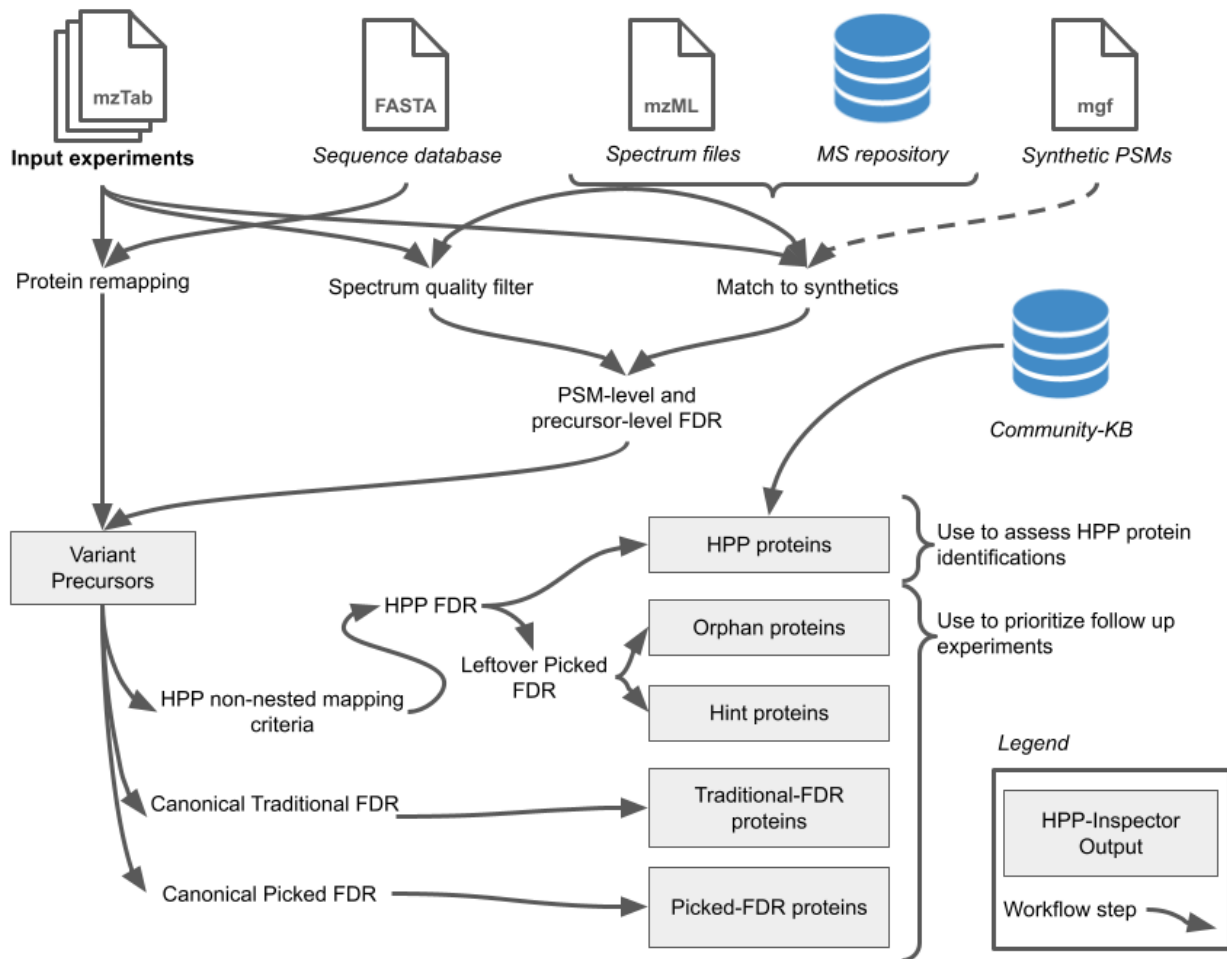 mzTab
FASTA
mzML
mgf
Input experiments
Sequence database
Spectrum files
MS repository
Synthetic PSMs
Protein remapping
Spectrum quality filter
Match to synthetics
PSM-level and
precursor-level FDR
Community-KB
Variant
Precursors
HPP proteins
Use to assess HPP protein
identifications
HPP FDR
Orphan proteins
Use to prioritize follow up
experiments
Leftover Picked
FDR
HPP non-nested mapping
criteria
Hint proteins
Canonical Traditional FDR
Traditional-FDR
proteins
Canonical Picked FDR
Picked-FDR proteins
Legend
HPP-Inspector
Output
Workflow step